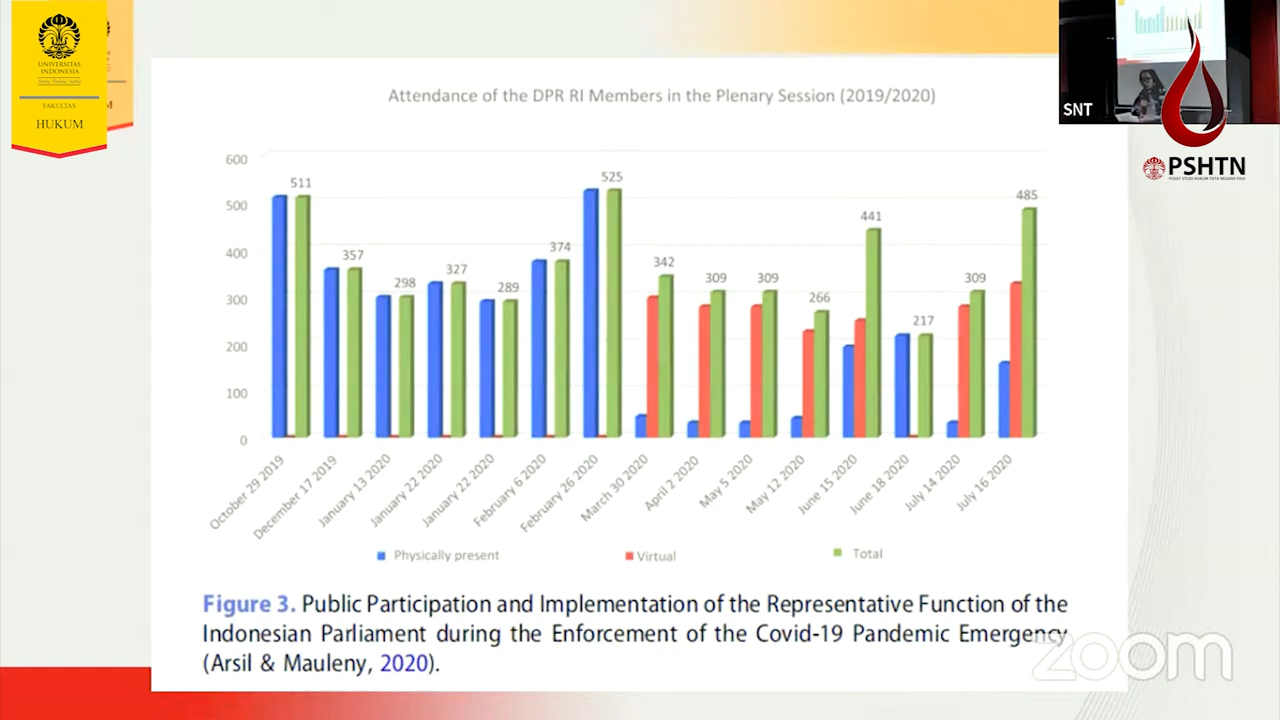 UNIVERSITAS
INDONESIA
FAKULTAS
HUKUM
SNT
PSHTN
PUSAT STUDI HUKUM TATA NEGARA FHUI
Attendance of the DPR RI Members in the Plenary Session (2019/2020)
600
500
400
300
200
100
0
511
357
298
327
289
374
525
342
309
309
266
441
217
309
485
October 29 2019
December 17 2019
January 13 2020
January 22 2020
January 22 2020
February 6 2020
February 26 2020
March 30 2020
April 2 2020
May 5 2020
May 12 2020
June 15 2020
June 18 2020
July 14 2020
July 16 2020
Physically present
Virtual
Total
Figure 3. Public Participation and Implementation of the Representative Function of the
Indonesian Parliament during the Enforcement of the Covid-19 Pandemic Emergency
(Arsil & Mauleny, 2020).
zoom